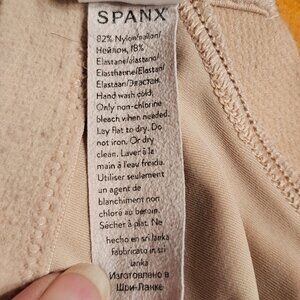 SPANX
82% Nylon/nailon/
Нейлон, 18%
Elastane/elastano/
Elasthanne/Elastan/
Elastaan/Эластан.
Hand wash cold.
Only non-chlorine
bleach when needed.
Lay flat to dry. Do
not iron. Or dry
clean. Laver à la
main à l'eau froide.
Utiliser seulement
un agent de
blanchiment non
chloré au besoin.
Sécher à plat. Ne
hecho en sri lanka
fabbricato in sri
lanka
Изготовлено в
Шри-Ланке